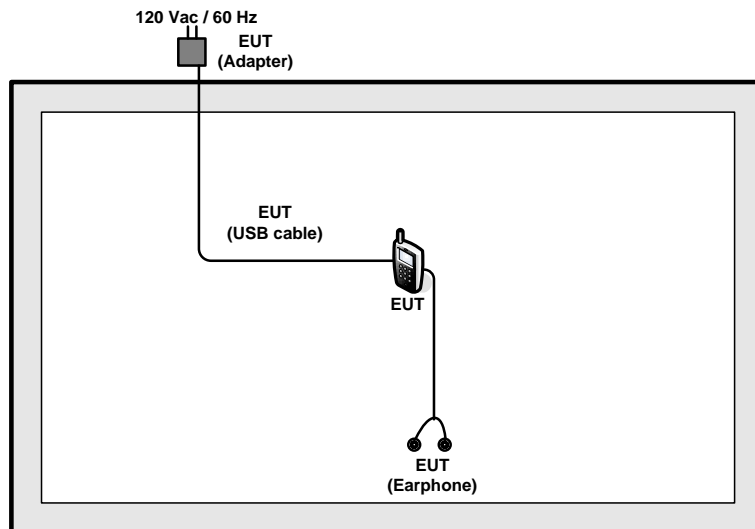 120 Vac / 60 Hz
EUT
(Adapter)
EUT
(USB cable)
EUT
EUT
(Earphone)